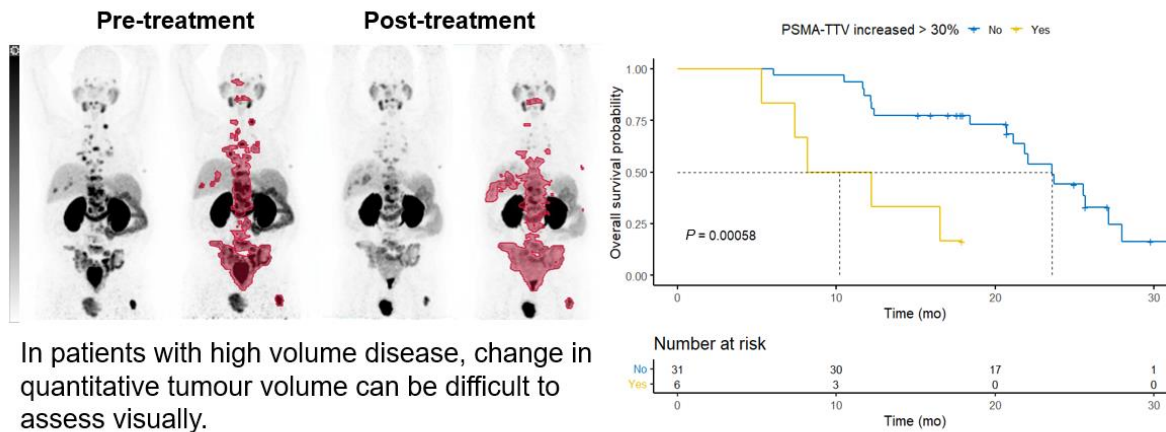 Pre-treatment
Post-treatment
In patients with high volume disease, change in
quantitative tumour volume can be difficult to
assess visually.
PSMA-TTV increased > 30% No Yes
Overall survival probability
1.00
0.75
0.50
0.25
0.00
P = 0.00058
0 10 20 30
Time (mo)
Number at risk
No 31 30 17 1
Yes 6 3 0 0
0 10 20 30
Time (mo)